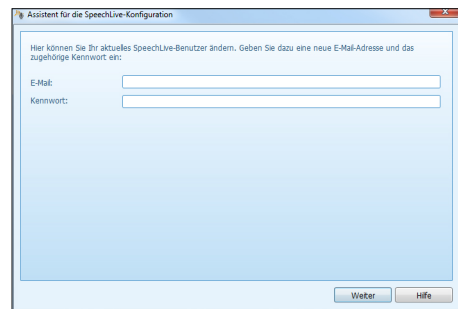 Assistent für die SpeechLive-Konfiguration
Hier können Sie Ihr aktuelles SpeechLive-Benutzer ändern. Geben Sie dazu eine neue E-Mail-Adresse und das
zugehörige Kennwort ein:
E-Mail:
Kennwort:
Weiter Hilfe